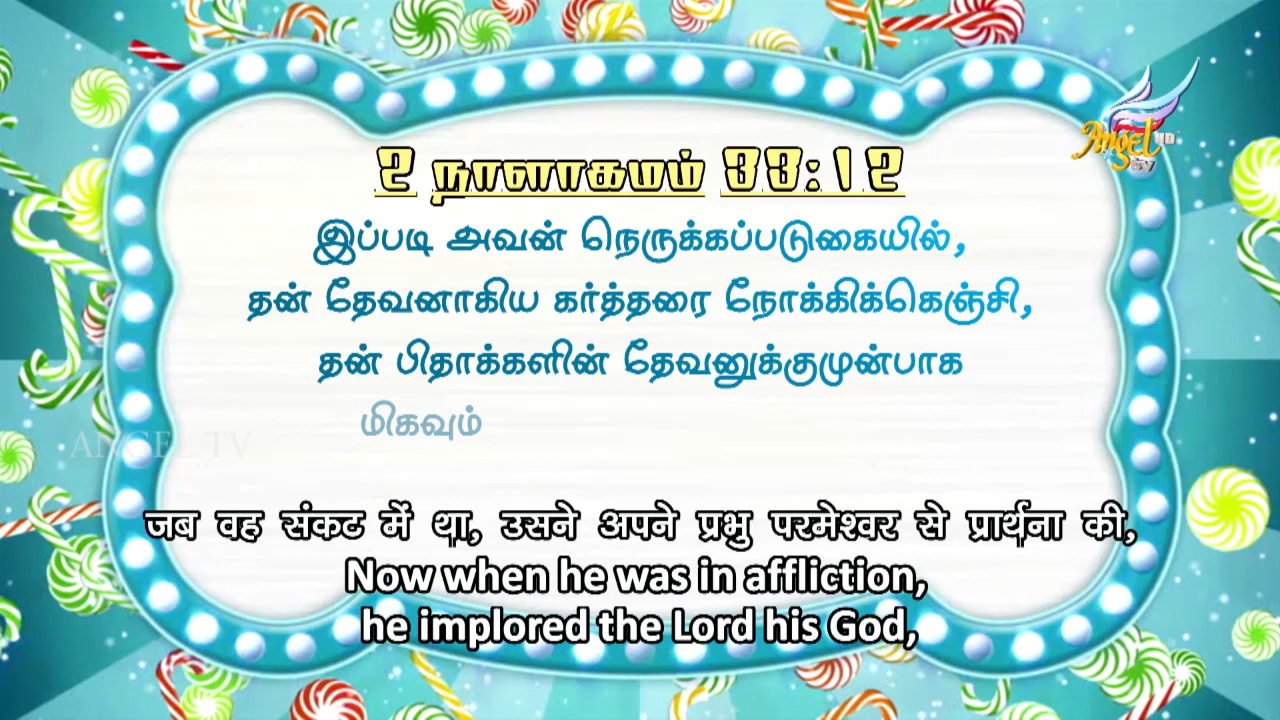 2 நாளாகமம் 33:12
Angel HD
TV
இப்படி அவன் நெருக்கப்படுகையில்,
தன் தேவனாகிய கர்த்தரை நோக்கிக்கெஞ்சி,
தன் பிதாக்களின் தேவனுக்குமுன்பாக
மிகவும்
ANGEL TV
जब वह संकट में था, उसने अपने प्रभु परमेश्वर से प्रार्थना की,
Now when he was in affliction,
he implored the Lord his God,